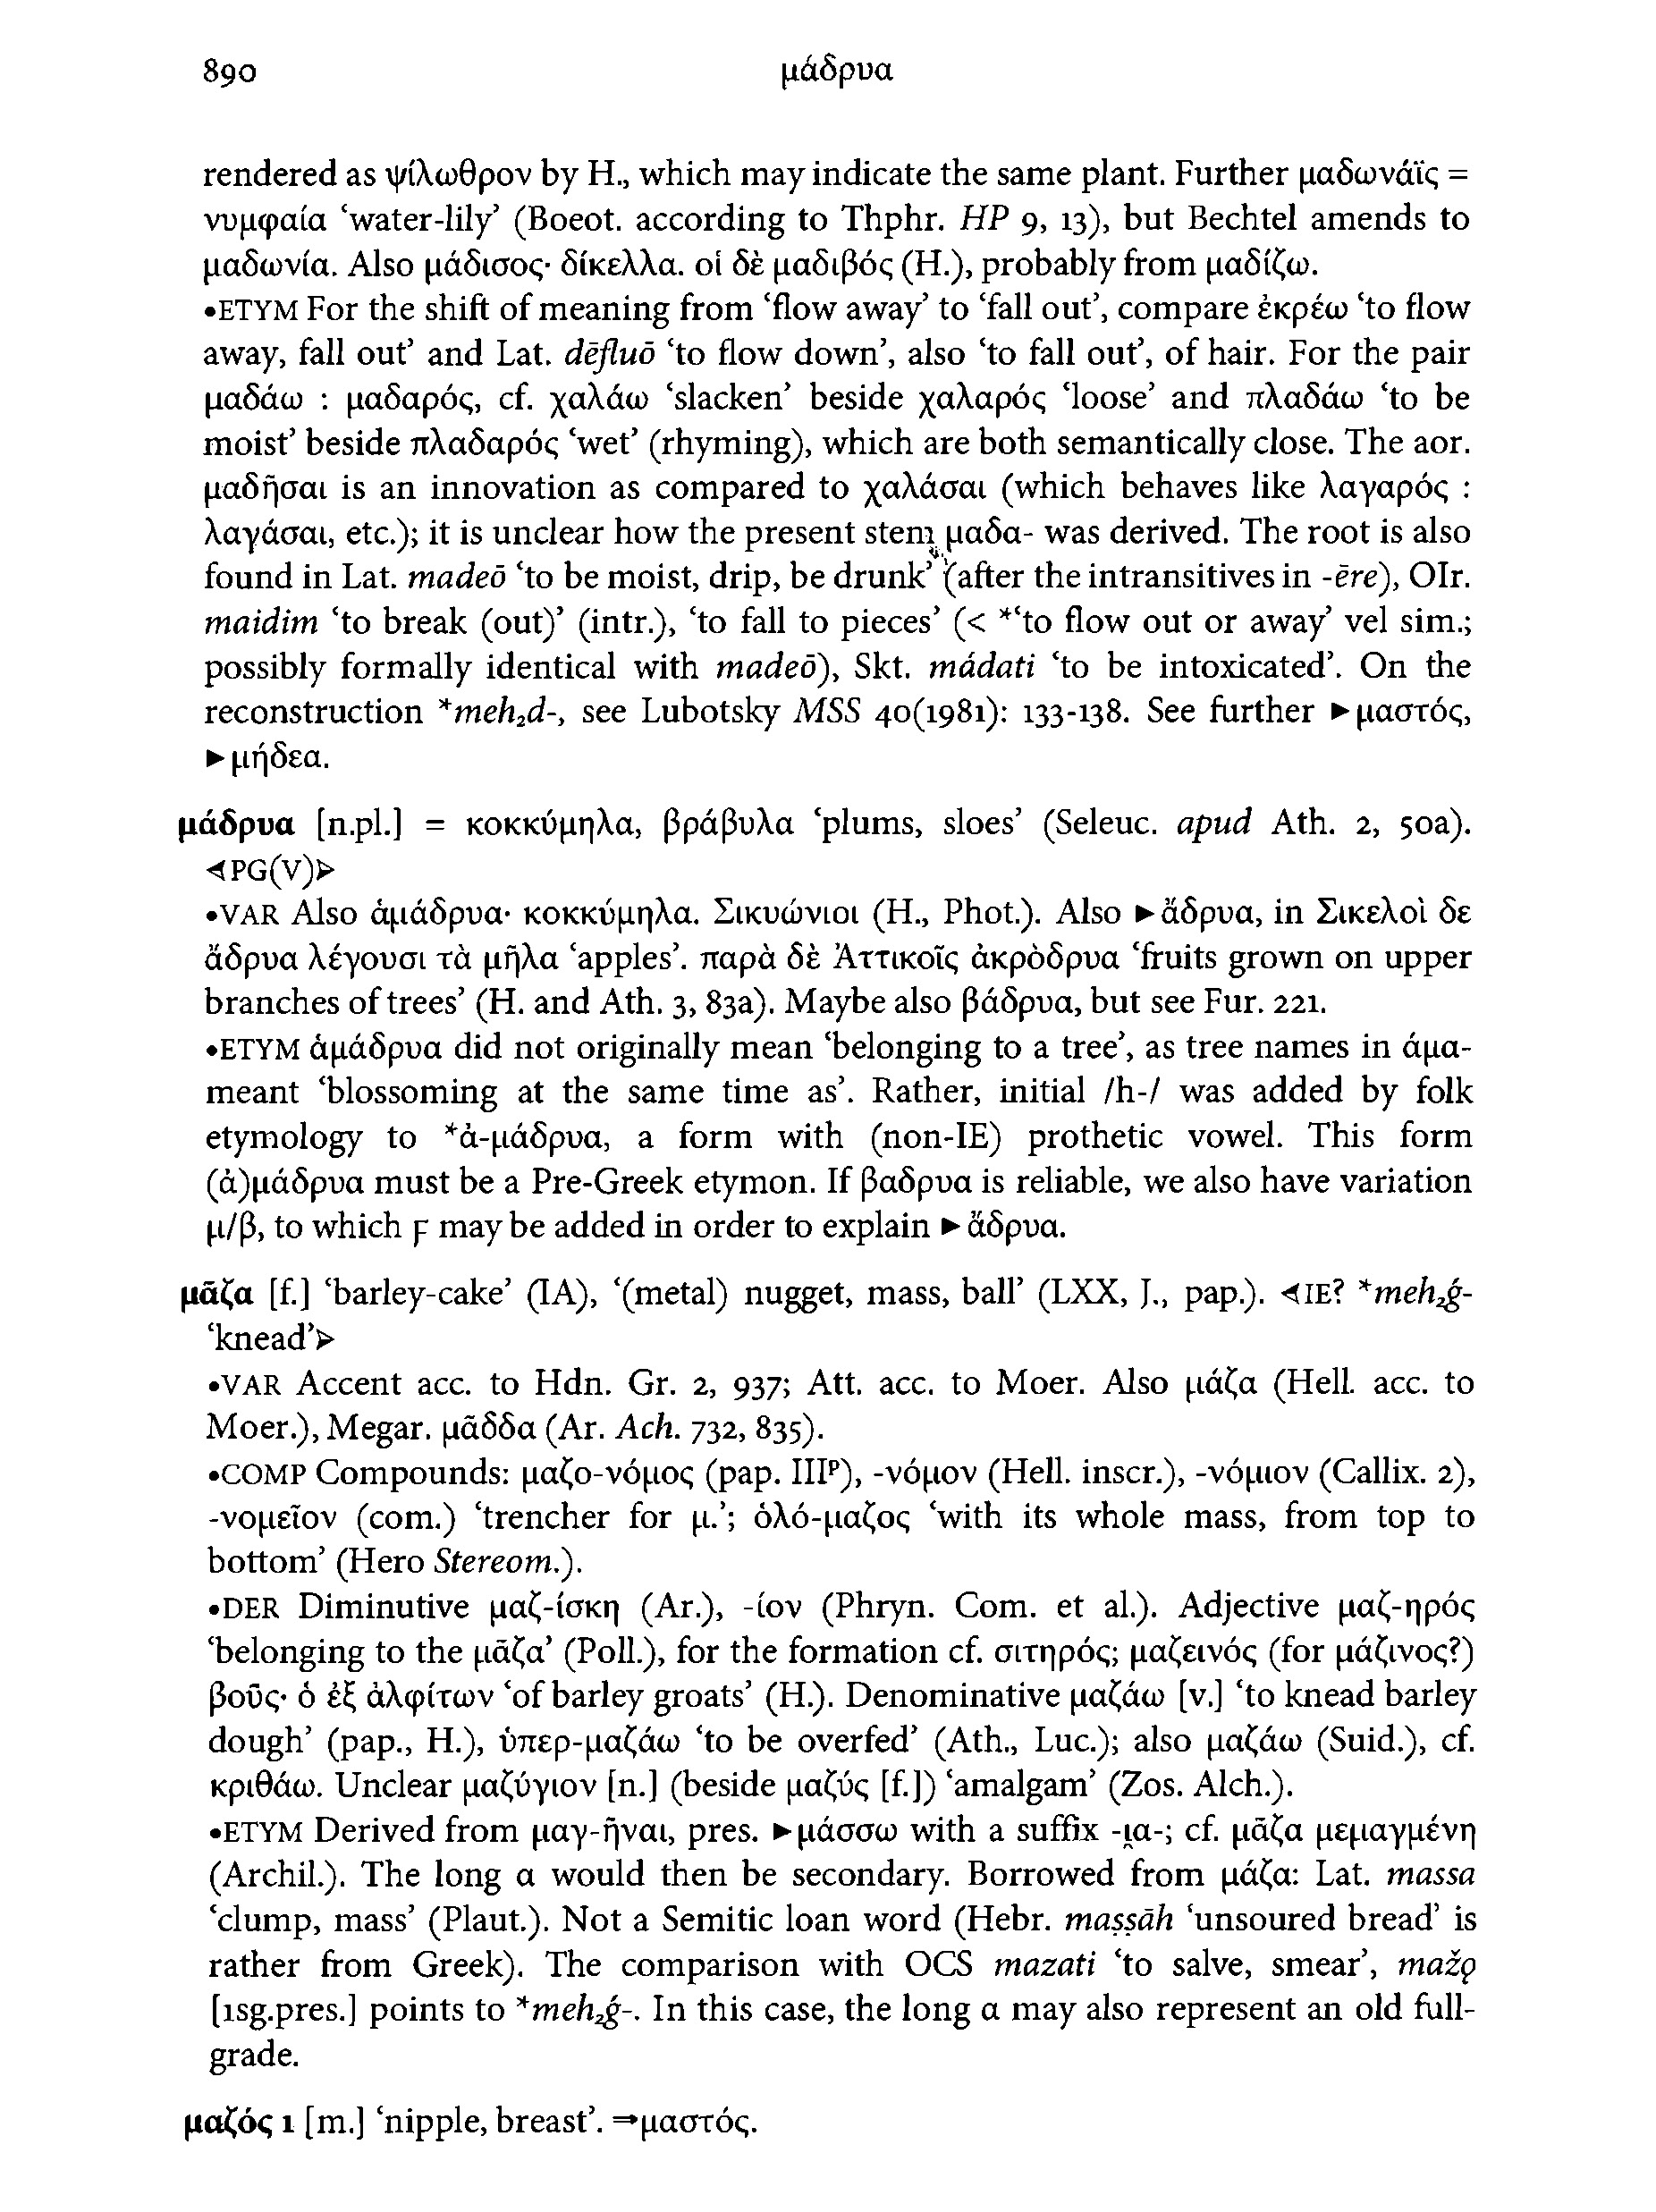 890 μάδρυα
rendered as ψίλωθρον by H., which may indicate the same plant. Further μαδωνάϊς =
νυμφαία ‘water-lily’ (Boeot. according to Thphr. HP 9, 13), but Bechtel amends to
μαδωνία. Also μάδισος· δίκελλα. οἱ δὲ μαδιβός (H.), probably from μαδίζω.
•ETYM For the shift of meaning from ‘flow away’ to ‘fall out’, compare ἐκρέω ‘to flow
away, fall out’ and Lat. dēfluō ‘to flow down’, also ‘to fall out’, of hair. For the pair
μαδάω : μαδαρός, cf. χαλάω ‘slacken’ beside χαλαρός ‘loose’ and πλαδάω ‘to be
moist’ beside πλαδαρός ‘wet’ (rhyming), which are both semantically close. The aor.
μαδῆσαι is an innovation as compared to χαλάσαι (which behaves like λαγαρός :
λαγάσαι, etc.); it is unclear how the present stem μαδα- was derived. The root is also
found in Lat. madeō ‘to be moist, drip, be drunk’ (after the intransitives in -ēre), OIr.
maidim ‘to break (out)’ (intr.), ‘to fall to pieces’ (< *‘to flow out or away’ vel sim.;
possibly formally identical with madeō), Skt. mádati ‘to be intoxicated’. On the
reconstruction *meh₂d-, see Lubotsky MSS 40(1981): 133-138. See further ►μαστός,
►μήδεα.
μάδρυα [n.pl.] = κοκκύμηλα, βράβυλα ‘plums, sloes’ (Seleuc. apud Ath. 2, 50a).
⊲PG(V)⊳
•VAR Also ἁμάδρυα· κοκκύμηλα. Σικυώνιοι (H., Phot.). Also ►ἄδρυα, in Σικελοὶ δε
ἄδρυα λέγουσι τὰ μῆλα ‘apples’. παρὰ δὲ Ἀττικοῖς ἀκρὸδρυα ‘fruits grown on upper
branches of trees’ (H. and Ath. 3, 83a). Maybe also βάδρυα, but see Fur. 221.
•ETYM ἁμάδρυα did not originally mean ‘belonging to a tree’, as tree names in ἁμα-
meant ‘blossoming at the same time as’. Rather, initial /h-/ was added by folk
etymology to *ἀ-μάδρυα, a form with (non-IE) prothetic vowel. This form
(ἀ)μάδρυα must be a Pre-Greek etymon. If βαδρυα is reliable, we also have variation
μ/β, to which ϝ may be added in order to explain ►ἄδρυα.
μᾶζα [f.] ‘barley-cake’ (IA), ‘(metal) nugget, mass, ball’ (LXX, J., pap.). ⊲IE? *meh₂ǵ-
‘knead’⊳
•VAR Accent acc. to Hdn. Gr. 2, 937; Att. acc. to Moer. Also μάζα (Hell. acc. to
Moer.), Megar. μᾶδδα (Ar. Ach. 732, 835).
•COMP Compounds: μαζο-νόμος (pap. IIIᵖ), -νόμον (Hell. inscr.), -νόμιον (Callix. 2),
-νομεῖον (com.) ‘trencher for μ.’; ὁλό-μαζος ‘with its whole mass, from top to
bottom’ (Hero Stereom.).
•DER Diminutive μαζ-ίσκη (Ar.), -ίον (Phryn. Com. et al.). Adjective μαζ-ηρός
‘belonging to the μᾶζα’ (Poll.), for the formation cf. σιτηρός; μαζεινός (for μάζινος?)
βοῦς· ὁ ἐξ ἀλφίτων ‘of barley groats’ (H.). Denominative μαζάω [v.] ‘to knead barley
dough’ (pap., H.), ὑπερ-μαζάω ‘to be overfed’ (Ath., Luc.); also μαζάω (Suid.), cf.
κριθάω. Unclear μαζύγιον [n.] (beside μαζύς [f.]) ‘amalgam’ (Zos. Alch.).
•ETYM Derived from μαγ-ῆναι, pres. ►μάσσω with a suffix -ι̯α-; cf. μᾶζα μεμαγμένη
(Archil.). The long α would then be secondary. Borrowed from μάζα: Lat. massa
‘clump, mass’ (Plaut.). Not a Semitic loan word (Hebr. maṣṣāh ‘unsoured bread’ is
rather from Greek). The comparison with OCS mazati ‘to salve, smear’, mažǫ
[1sg.pres.] points to *meh₂ǵ-. In this case, the long α may also represent an old full-
grade.
μαζός 1 [m.] ‘nipple, breast’. ⇒μαστός.